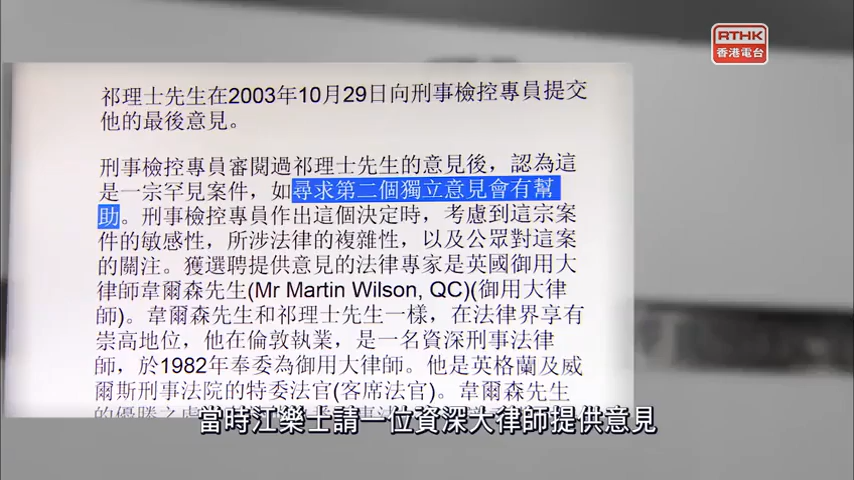 RTHK
香港電台
祁理士先生在2003年10月29日向刑事檢控專員提交
他的最後意見。
刑事檢控專員審閱過祁理士先生的意見後，認為這
是一宗罕見案件，如尋求第二個獨立意見會有幫
助。刑事檢控專員作出這個決定時，考慮到這宗案
件的敏感性，所涉法律的複雜性，以及公眾對這案
的關注。獲選聘提供意見的法律專家是英國御用大
律師韋爾森先生(Mr Martin Wilson, QC)(御用大律
師)。韋爾森先生和祁理士先生一樣，在法律界享有
崇高地位，他在倫敦執業，是一名資深刑事法律
師，於1982年奉委為御用大律師。他是英格蘭及威
爾斯刑事法院的特委法官(客席法官)。韋爾森先生
的優勝之處
當時江樂士請一位資深大律師提供意見